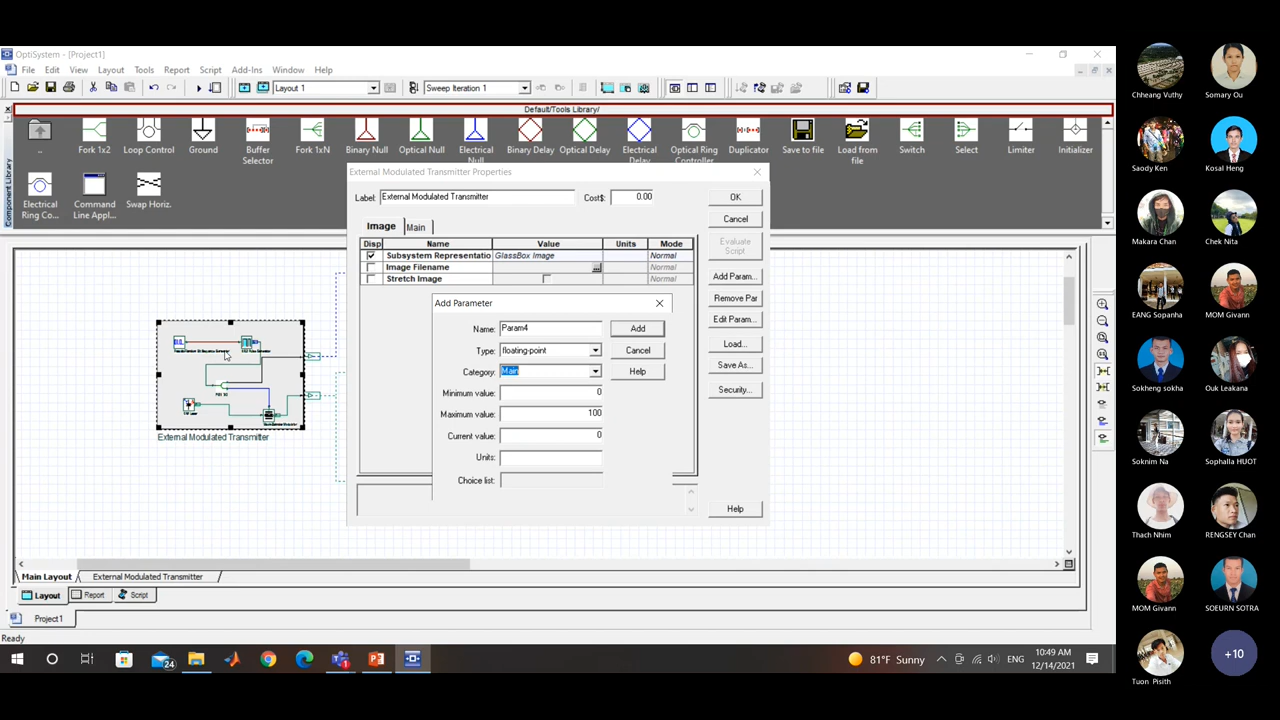 OptiSystem - [Project1]
File Edit View Layout Tools Report Script Add-Ins Window Help
Layout 1
Sweep Iteration 1
Default/Tools Library/
Component Library
..
Fork 1x2
Loop Control
Ground
Buffer Selector
Fork 1xN
Binary Null
Optical Null
Electrical Null
Binary Delay
Optical Delay
Electrical Delay
Optical Ring Controller
Duplicator
Save to file
Load from file
Switch
Select
Limiter
Initializer
Electrical Ring Co...
Command Line Appl...
Swap Horiz.
External Modulated Transmitter Properties
Label: External Modulated Transmitter Cost$: 0.00
OK
Cancel
Evaluate Script
Add Param...
Remove Par
Edit Param...
Load...
Save As...
Security...
Help
Image Main
Disp Name Value Units Mode
Subsystem Representatio GlassBox Image Normal
Image Filename ... Normal
Stretch Image Normal
Add Parameter
Name: Param4 Add
Type: floating-point Cancel
Category: Main Help
Minimum value: 0
Maximum value: 100
Current value: 0
Units:
Choice list:
External Modulated Transmitter
Main Layout External Modulated Transmitter
Layout Report Script
Project1
Ready
24
81°F Sunny
ENG
10:49 AM
12/14/2021
Chheang Vuthy
Somary Ou
Saody Ken
Kosal Heng
Makara Chan
Chek Nita
EANG Sopanha
MOM Givann
Sokheng sokha
Ouk Leakana
Soknim Na
Sophalla HUOT
Thach Nhim
RENGSEY Chan
MOM Givann
SOEURN SOTRA
Tuon Pisith
+10